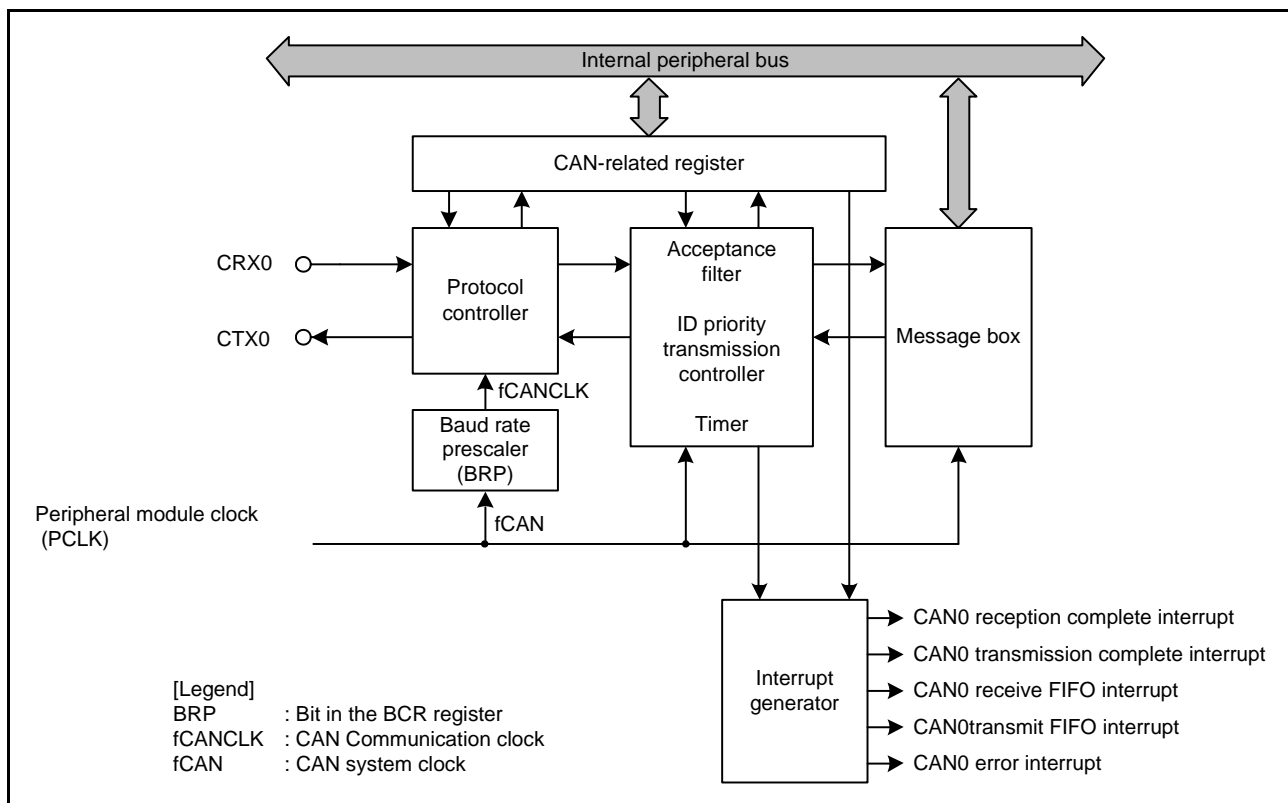 Internal peripheral bus
CAN-related register
CRX0
CTX0
Protocol
controller
Acceptance
filter
ID priority
transmission
controller
Timer
Message box
fCANCLK
Baud rate
prescaler
(BRP)
fCAN
Peripheral module clock
(PCLK)
Interrupt
generator
CAN0 reception complete interrupt
CAN0 transmission complete interrupt
CAN0 receive FIFO interrupt
CAN0transmit FIFO interrupt
CAN0 error interrupt
[Legend]
BRP : Bit in the BCR register
fCANCLK : CAN Communication clock
fCAN : CAN system clock